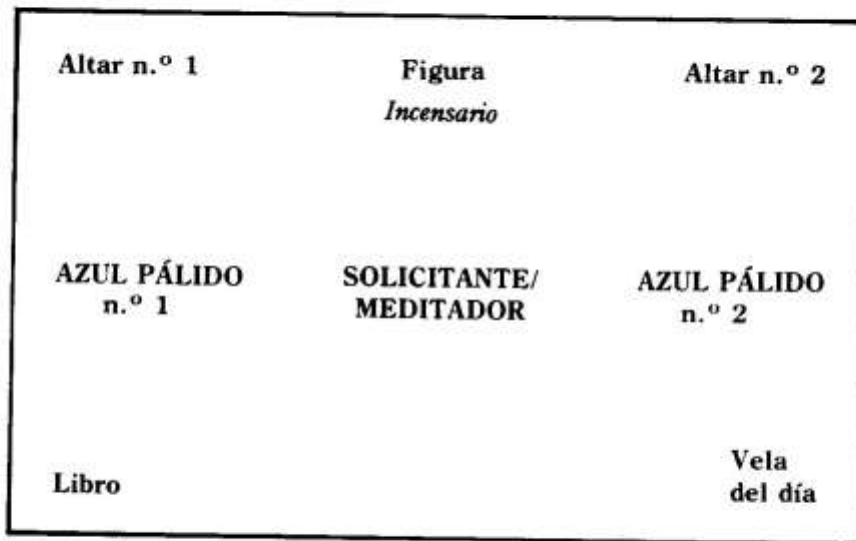 Altar n.º 1
Figura
Altar n.º 2
Incensario
AZUL PÁLIDO
n.º 1
SOLICITANTE/
MEDITADOR
AZUL PÁLIDO
n.º 2
Libro
Vela
del día